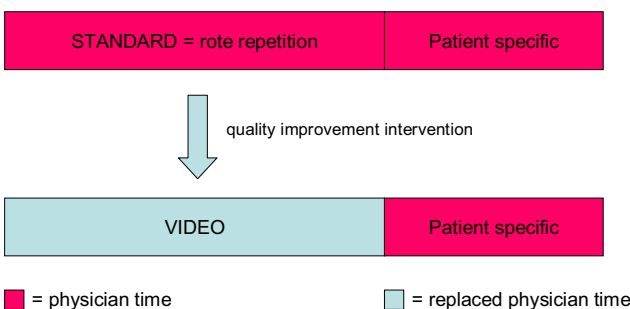 STANDARD = rote repetition
Patient specific
quality improvement intervention
VIDEO
Patient specific
= physician time
= replaced physician time